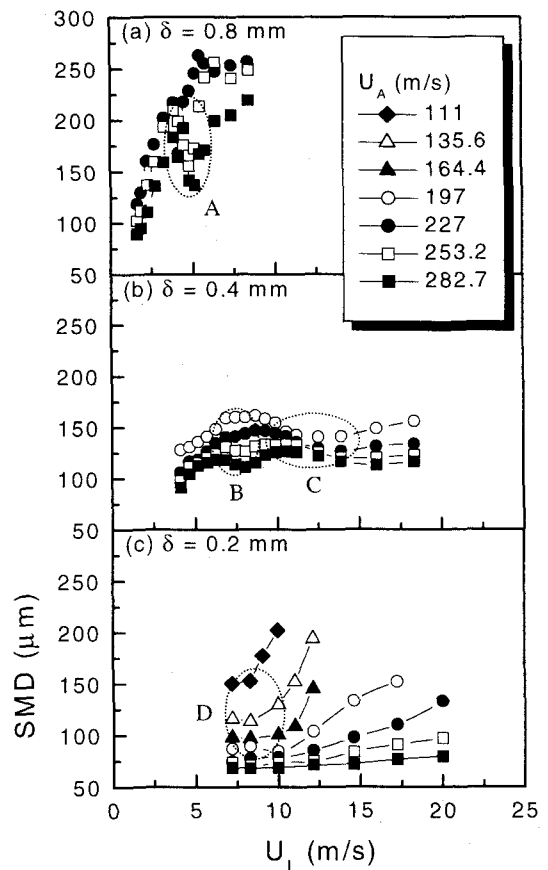 (a) δ = 0.8 mm
300
250
200
150
100
50
A
U_A (m/s)
111
135.6
164.4
197
227
253.2
282.7
(b) δ = 0.4 mm
250
200
150
100
50
B
C
(c) δ = 0.2 mm
250
200
150
100
50
D
SMD (μm)
0
5
10
15
20
25
U_L (m/s)